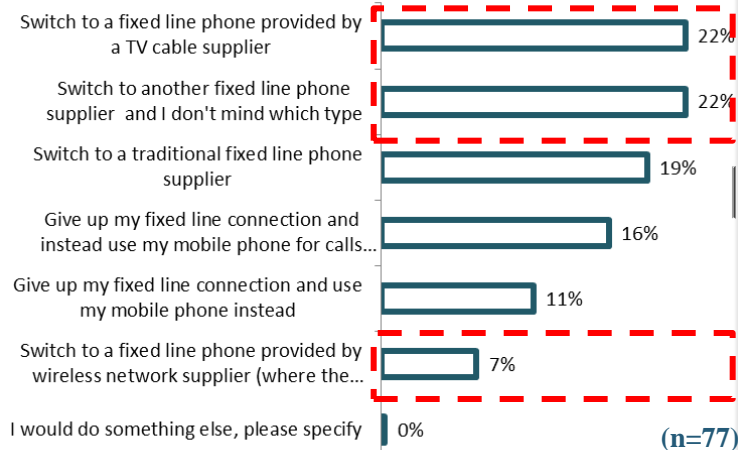 Switch to a fixed line phone provided by
a TV cable supplier
22%
Switch to another fixed line phone
supplier and I don't mind which type
22%
Switch to a traditional fixed line phone
supplier
19%
Give up my fixed line connection and
instead use my mobile phone for calls...
16%
Give up my fixed line connection and use
my mobile phone instead
11%
Switch to a fixed line phone provided by
wireless network supplier (where the...
7%
I would do something else, please specify
0%
(n=77)